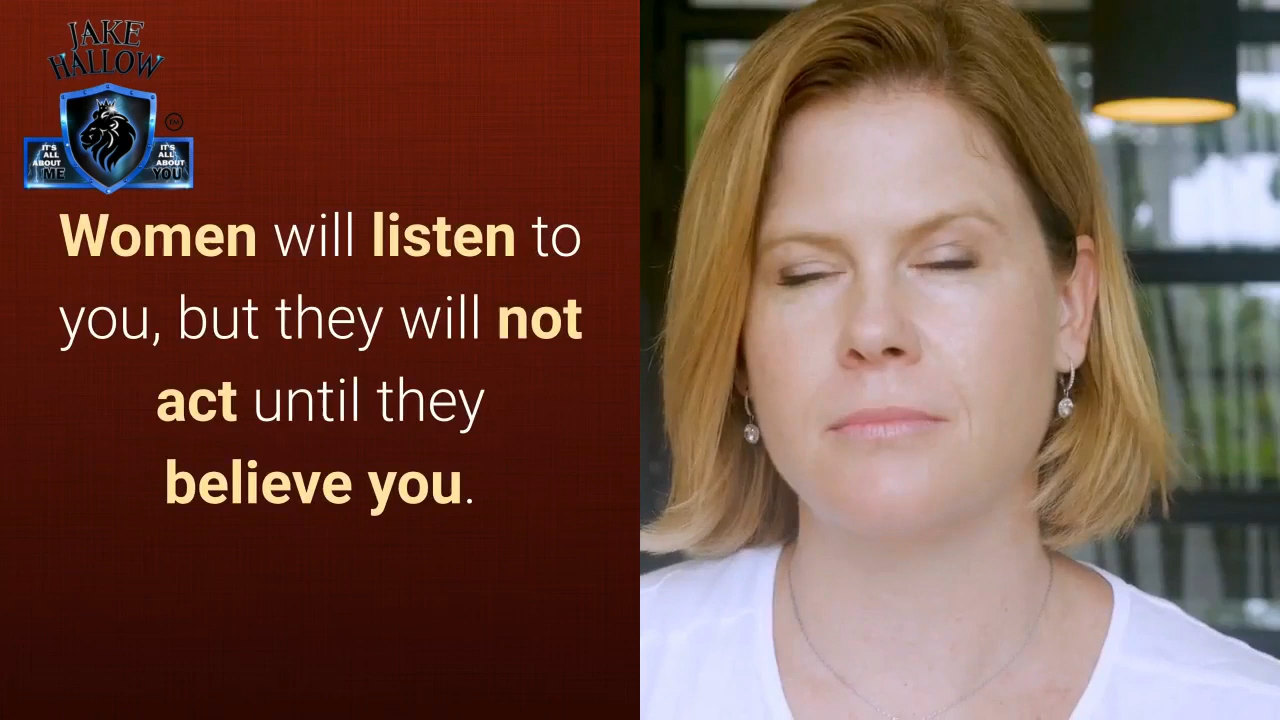 JAKE
HALLOW
TM
IT'S
ALL
ABOUT
ME
IT'S
ALL
ABOUT
YOU
Women will listen to
you, but they will not
act until they
believe you.